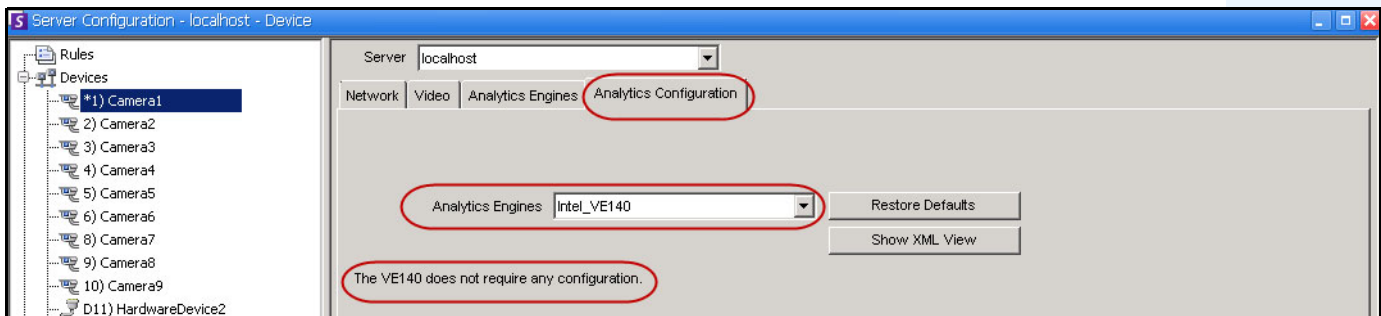 Server Configuration - localhost - Device
Rules
Devices
*1) Camera1
2) Camera2
3) Camera3
4) Camera4
5) Camera5
6) Camera6
8) Camera7
9) Camera8
10) Camera9
D11) HardwareDevice2
Server localhost
Network Video Analytics Engines Analytics Configuration
Analytics Engines Intel_VE140 Restore Defaults
Show XML View
The VE140 does not require any configuration.